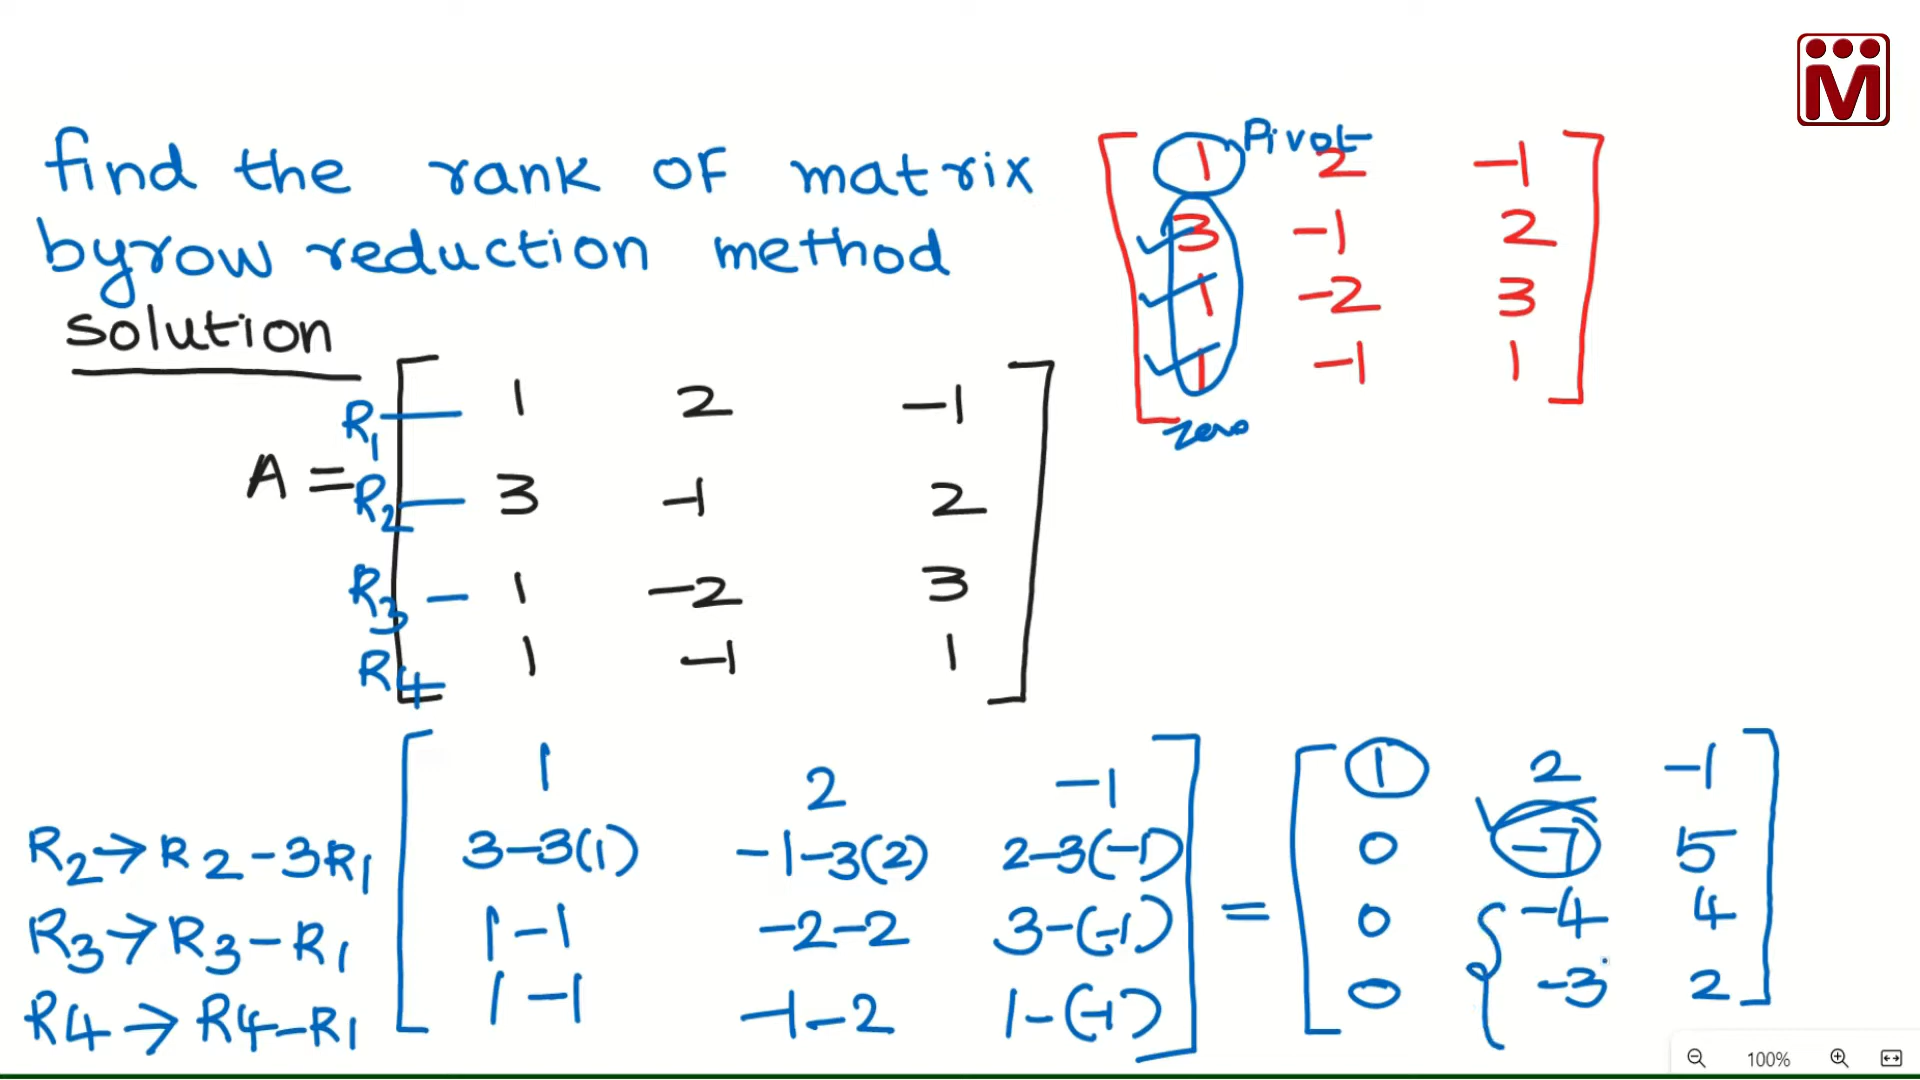 M
find the rank of matrix
by row reduction method
Pivot
1 2 -1
3 -1 2
1 -2 3
1 -1 1
zero
solution
A =
R1 1 2 -1
R2 3 -1 2
R3 1 -2 3
R4 1 -1 1
1 2 -1 = 1 2 -1
R2→R2-3R1 3-3(1) -1-3(2) 2-3(-1) 0 -7 5
R3→R3-R1 1-1 -2-2 3-(-1) 0 -4 4
R4→R4-R1 1-1 -1-2 1-(-1) 0 -3 2
100%